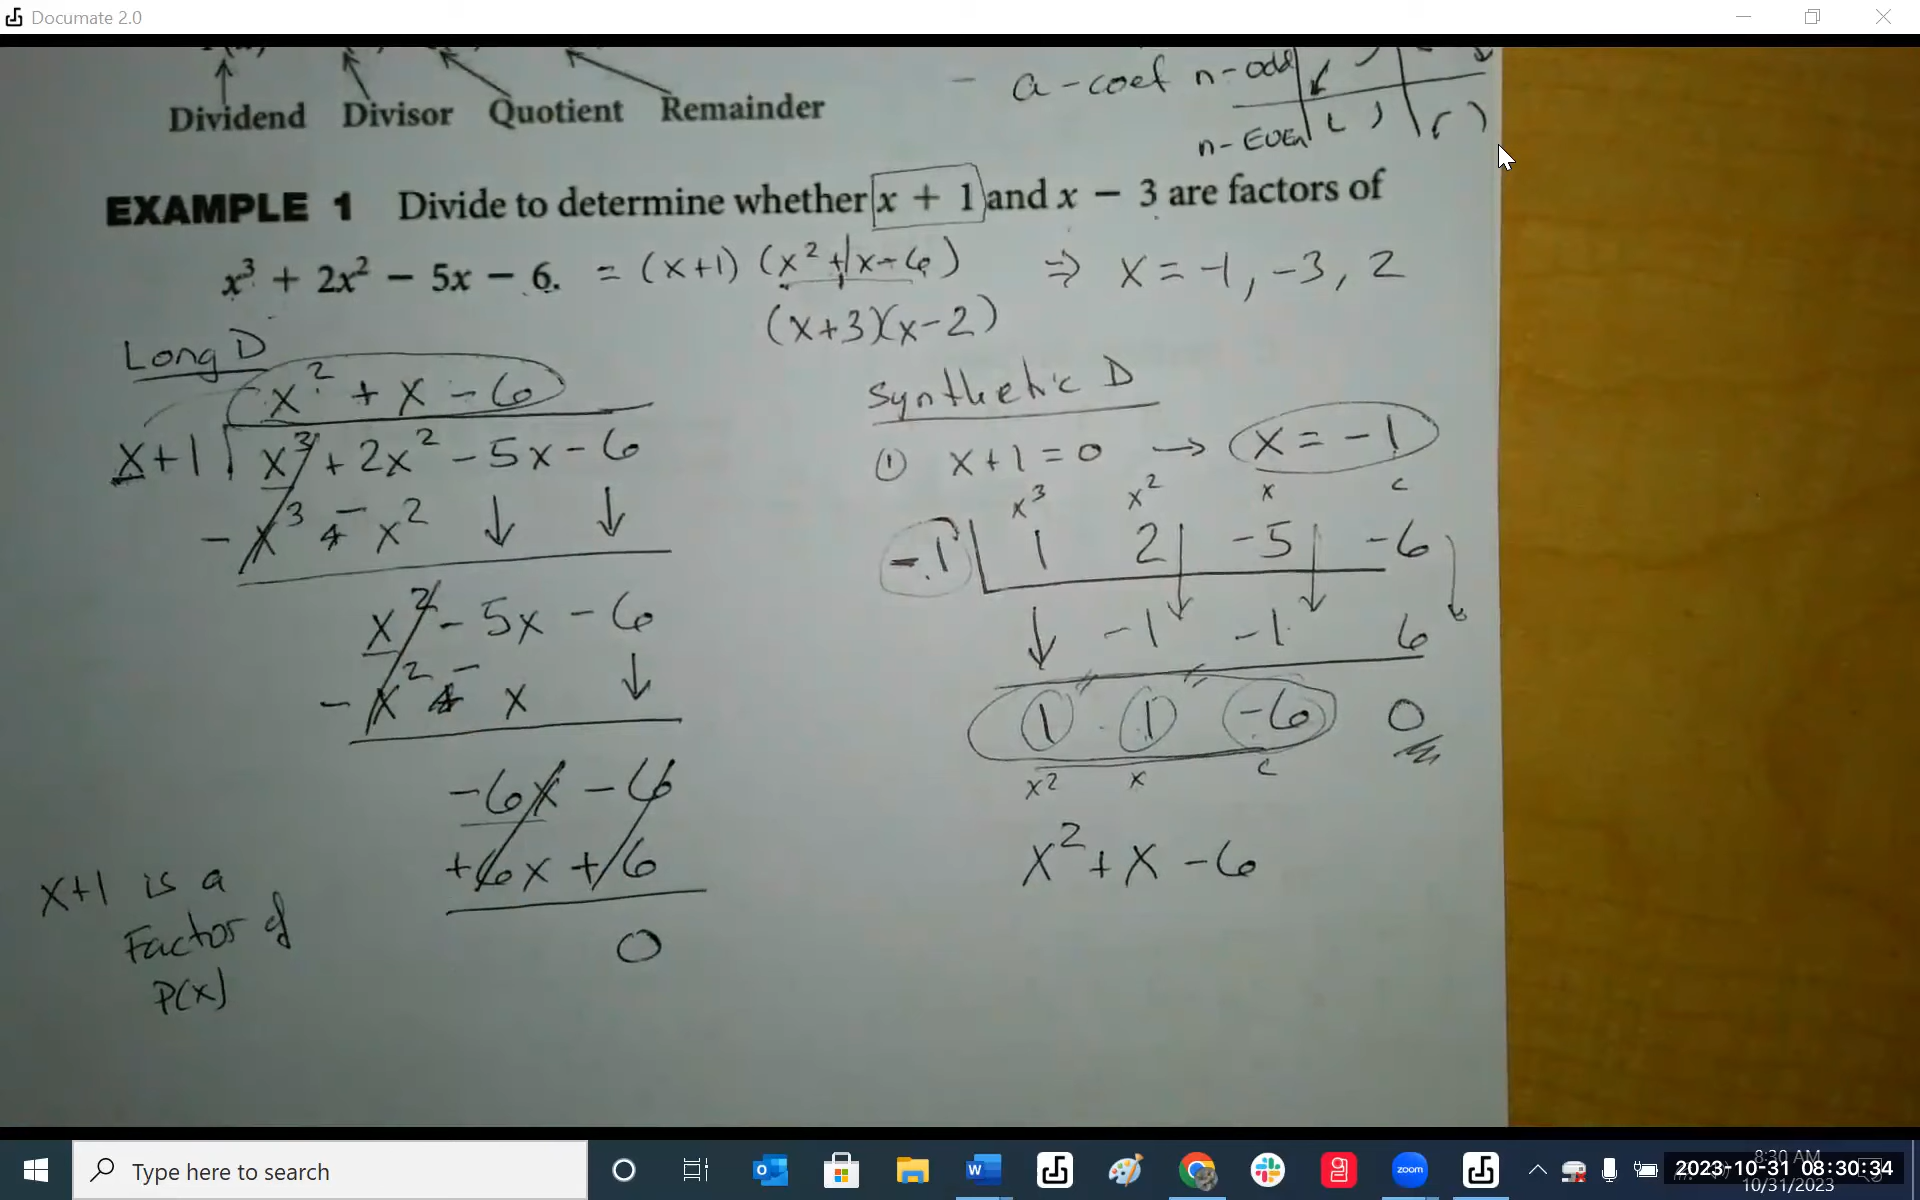 Documate 2.0
Dividend Divisor Quotient Remainder
a - coef n - odd
n - Even
EXAMPLE 1 Divide to determine whether x + 1 and x − 3 are factors of
x³ + 2x² − 5x − 6. = (x+1) (x² + 1x - 6) ⇒ x = -1, -3, 2
(x+3)(x-2)
Long D
x² + x - 6
x+1 x³ + 2x² - 5x - 6
- x³ - x² ↓ ↓
x² - 5x - 6
- x² - x ↓
-6x - 6
+6x + 6
0
x+1 is a
Factor of
P(x)
Synthetic D
① x+1 = 0 → x = -1
x³ x² x c
-1 1 2 -5 -6
↓ -1 -1 6
1 1 -6 0
x² x c
x² + x - 6
Type here to search
zoom
8:30 AM
2023-10-31 08:30:34
10/31/2023